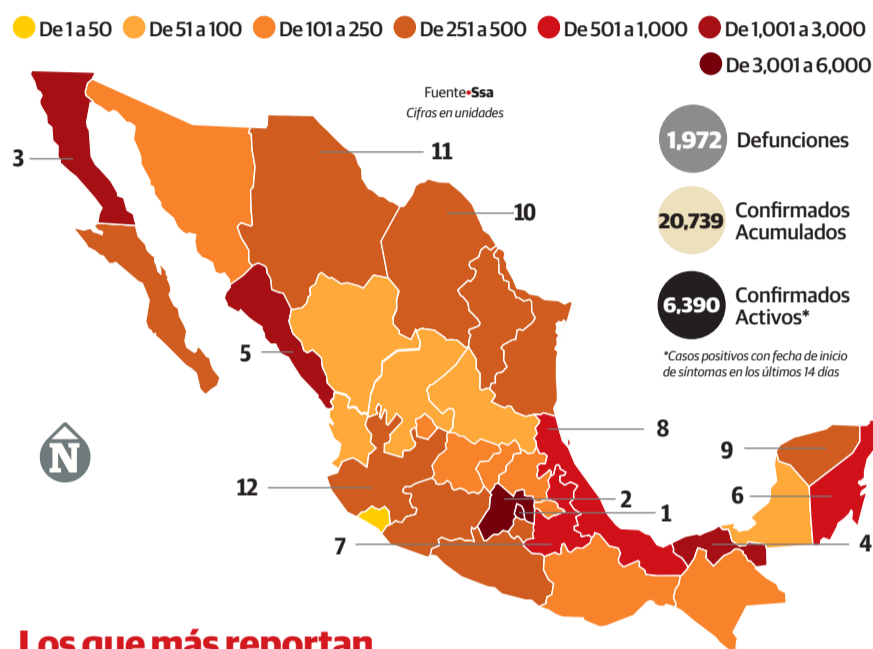 De 1 a 50 De 51 a 100 De 101 a 250 De 251 a 500 De 501 a 1,000 De 1,001 a 3,000
De 3,001 a 6,000
Fuente•Ssa
Cifras en unidades
1,972 Defunciones
3
11
10
20,739 Confirmados
Acumulados
6,390 Confirmados
Activos*
*Casos positivos con fecha de inicio
de síntomas en los últimos 14 días
5
N
8
9
12
2
6
1
7
4
Los que más reportan